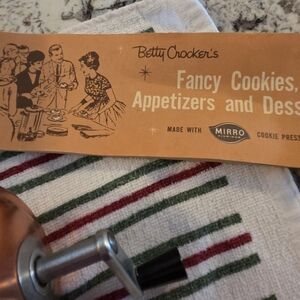 Betty Crocker's
Fancy Cookies,
Appetizers and Dess
MADE WITH MIRRO COOKIE PRESS